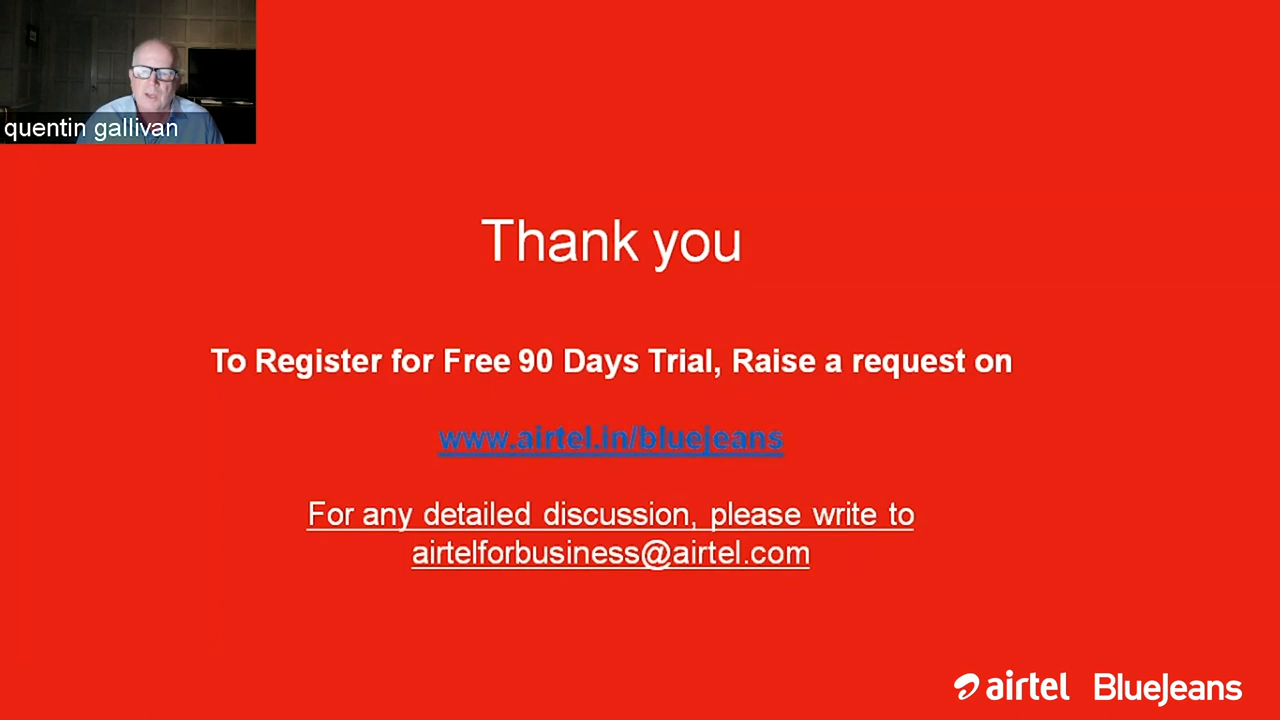 quentin gallivan
Thank you
To Register for Free 90 Days Trial, Raise a request on
www.airtel.in/bluejeans
For any detailed discussion, please write to
airtelforbusiness@airtel.com
airtel BlueJeans